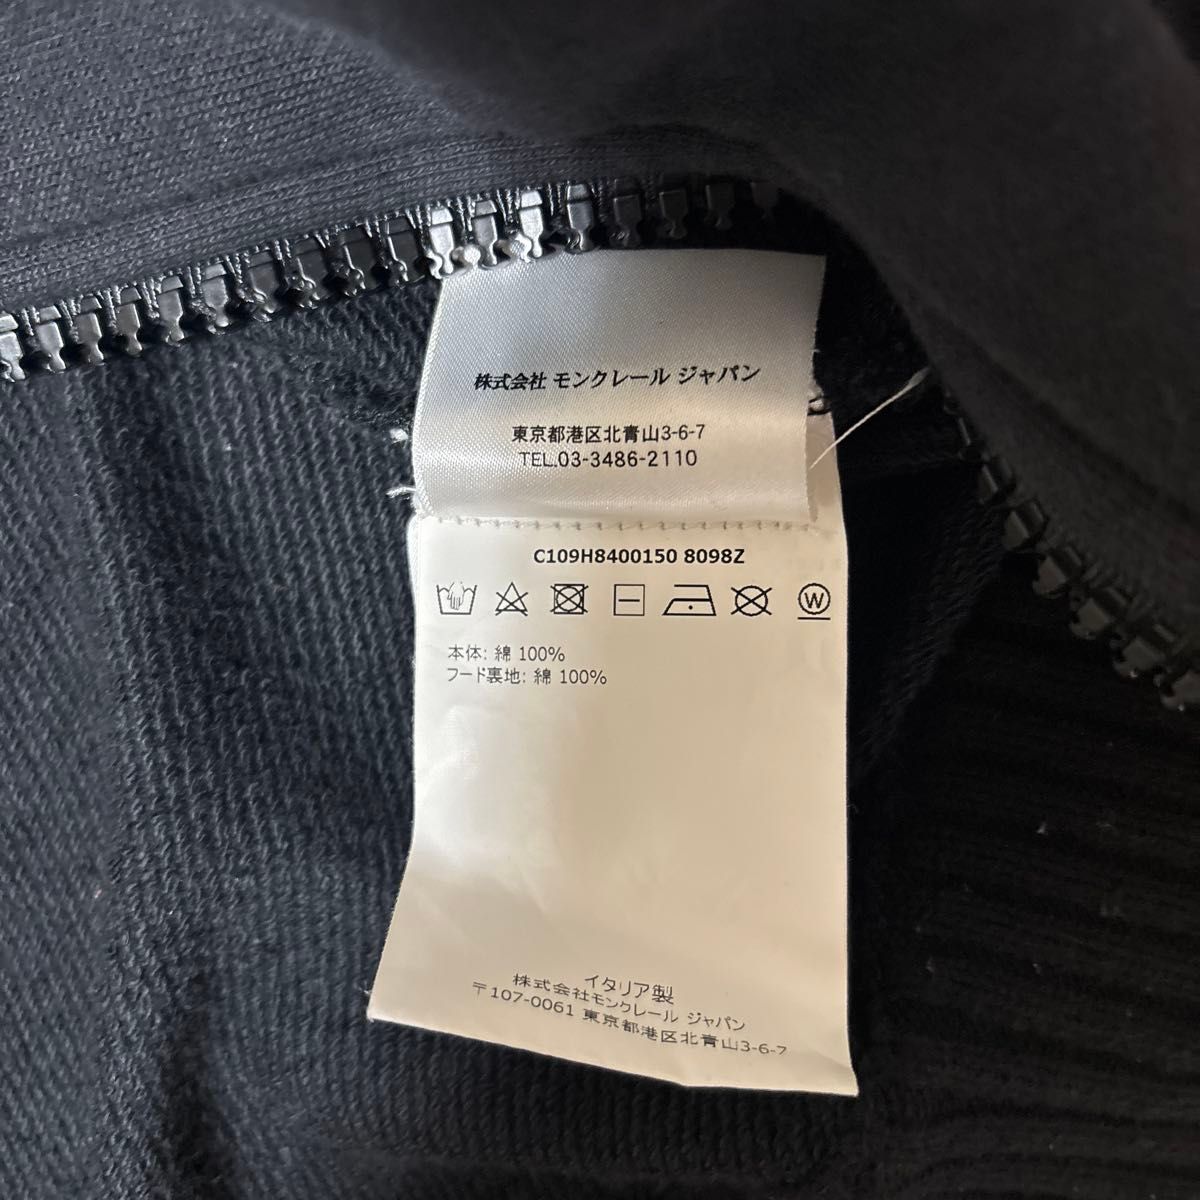 株式会社 モンクレール ジャパン
東京都港区北青山3-6-7
TEL.03-3486-2110
C109H8400150 8098Z
W
本体: 綿 100%
フード裏地: 綿 100%
イタリア製
株式会社モンクレール ジャパン
〒107-0061 東京都港区北青山3-6-7